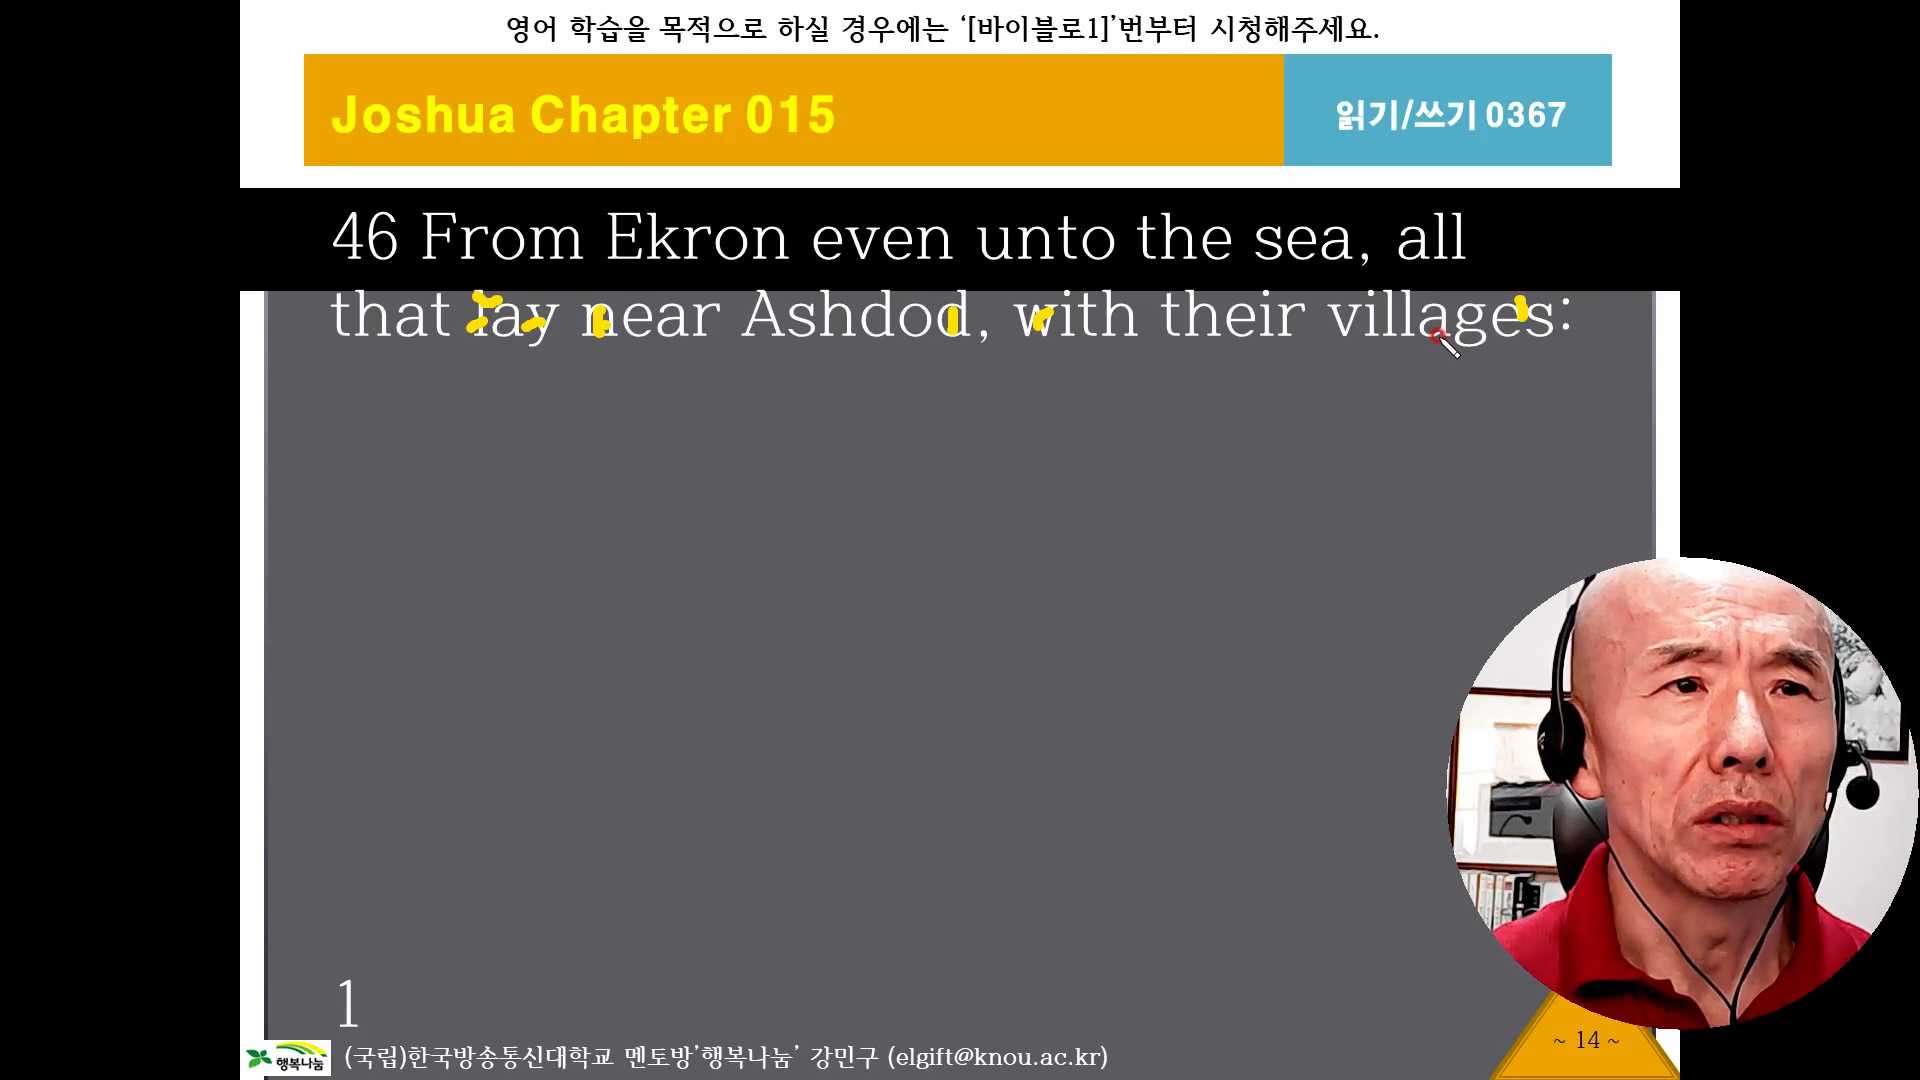 영어 학습을 목적으로 하실 경우에는 ‘[바이블로1]’번부터 시청해주세요.
Joshua Chapter 015
읽기/쓰기 0367
46 From Ekron even unto the sea, all
that lay near Ashdod, with their villages:
1
행복나눔
(국립)한국방송통신대학교 멘토방’행복나눔’ 강민구 (elgift@knou.ac.kr)
~ 14 ~